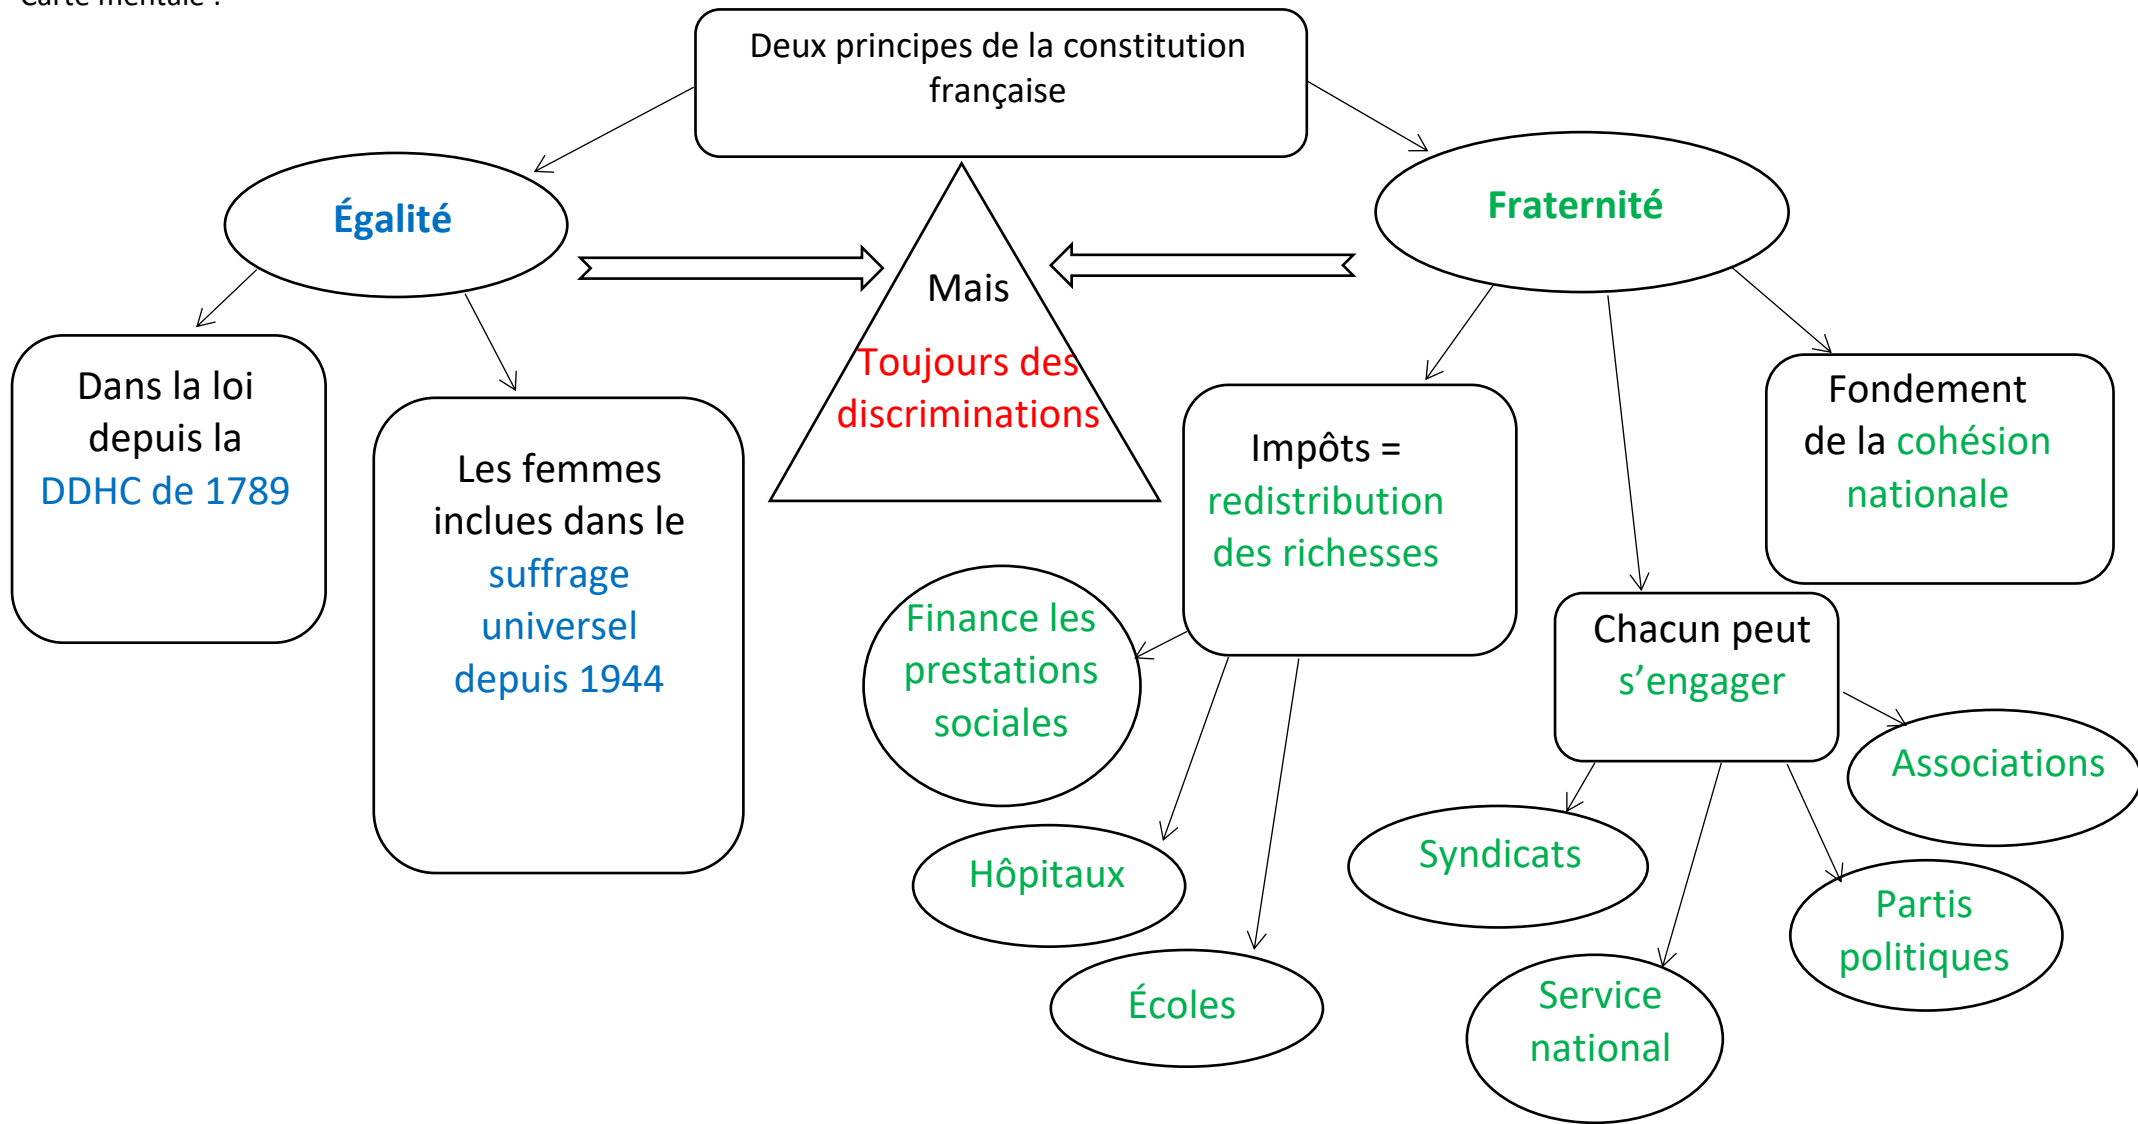 Carte mentale :
Deux principes de la constitution
française
Égalité
Fraternité
Mais
Toujours des
discriminations
Dans la loi
depuis la
DDHC de 1789
Les femmes
inclues dans le
suffrage
universel
depuis 1944
Impôts =
redistribution
des richesses
Fondement
de la cohésion
nationale
Finance les
prestations
sociales
Hôpitaux
Écoles
Chacun peut
s’engager
Associations
Syndicats
Partis
politiques
Service
national